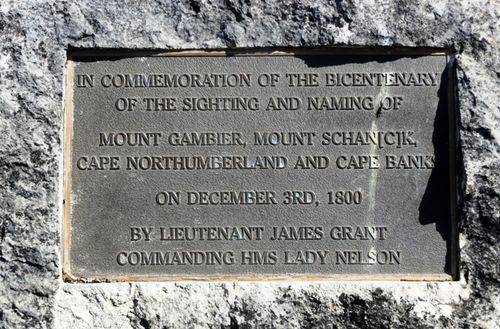 IN COMMEMORATION OF THE BICENTENARY
OF THE SIGHTING AND NAMING OF
MOUNT GAMBIER, MOUNT SCHAN[C]K,
CAPE NORTHUMBERLAND AND CAPE BANKS
ON DECEMBER 3RD, 1800
BY LIEUTENANT JAMES GRANT
COMMANDING HMS LADY NELSON